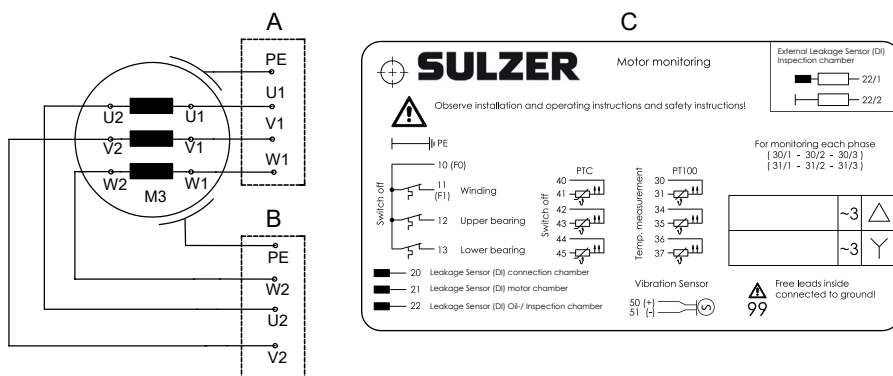 A
PE
U1
V1
W1
U2 U1
V2 V1
W2 W1
M3
B
PE
W2
U2
V2
C
SULZER
Motor monitoring
External Leakage Sensor (DI)
Inspection chamber
22/1
22/2
Observe installation and operating instructions and safety instructions!
PE
Switch off
10 (F0)
11
(F1) Winding
12 Upper bearing
13 Lower bearing
20 Leakage Sensor (DI) connection chamber
21 Leakage Sensor (DI) motor chamber
22 Leakage Sensor (DI) Oil-/ Inspection chamber
PTC
Switch off
40
41
42
43
44
45
PT100
Temp. measurement
30
31
34
35
36
37
Vibration Sensor
50 (+)
51 (-)
S
For monitoring each phase
( 30/1 - 30/2 - 30/3 )
( 31/1 - 31/2 - 31/3 )
~3
~3
Free leads inside
connected to ground!
99